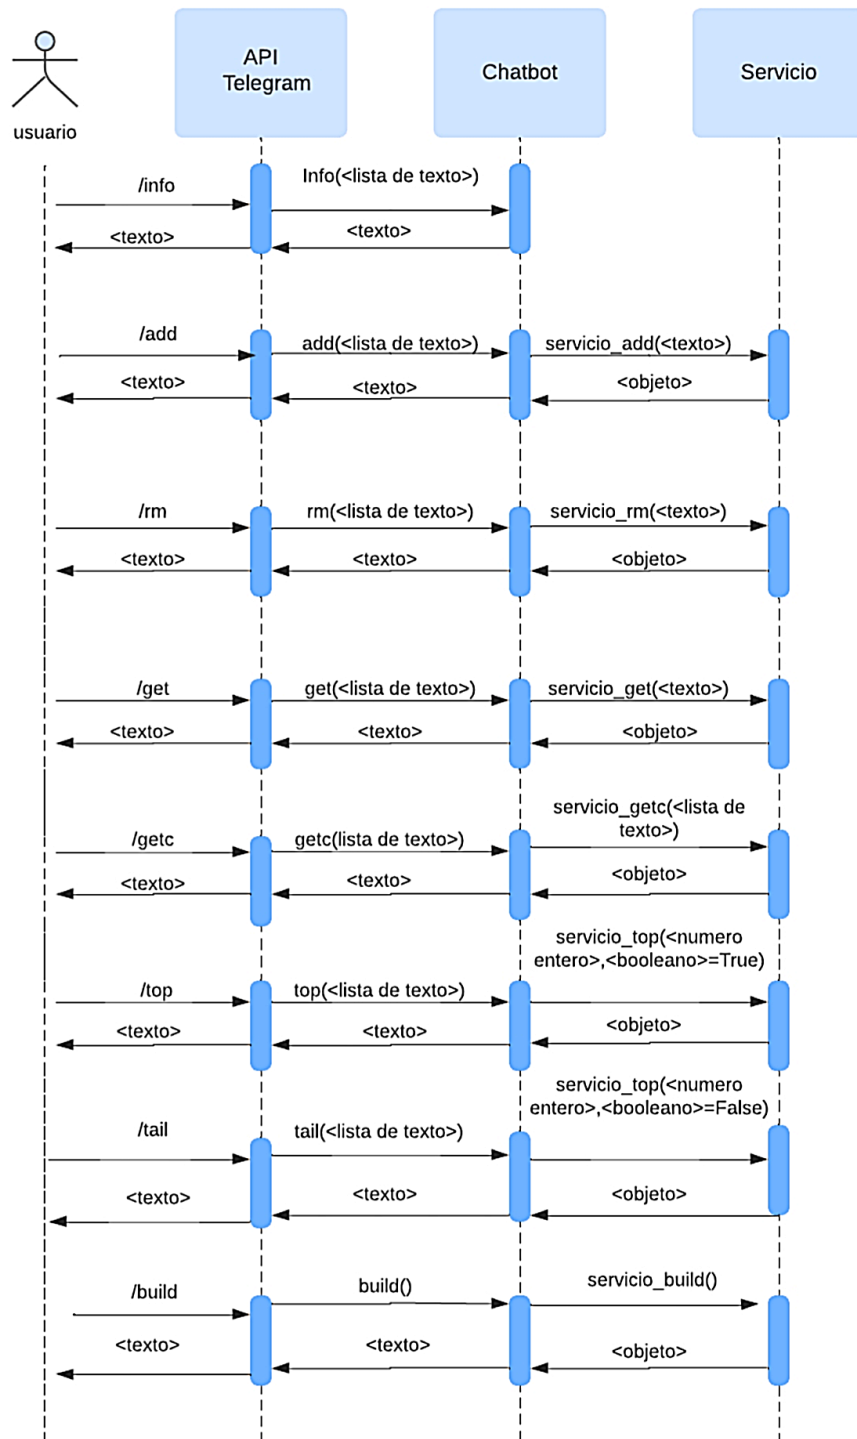 usuario
API
Telegram
Chatbot
Servicio
/info
Info(<lista de texto>)
<texto>
<texto>
/add
add(<lista de texto>)
servicio_add(<texto>)
<texto>
<texto>
<objeto>
/rm
rm(<lista de texto>)
servicio_rm(<texto>)
<texto>
<texto>
<objeto>
/get
get(<lista de texto>)
servicio_get(<texto>)
<texto>
<texto>
<objeto>
/getc
getc(lista de texto>)
servicio_getc(<lista de
texto>)
<texto>
<texto>
<objeto>
/top
top(<lista de texto>)
servicio_top(<numero
entero>,<booleano>=True)
<texto>
<texto>
<objeto>
/tail
tail(<lista de texto>)
servicio_top(<numero
entero>,<booleano>=False)
<texto>
<texto>
<objeto>
/build
build()
servicio_build()
<texto>
<texto>
<objeto>